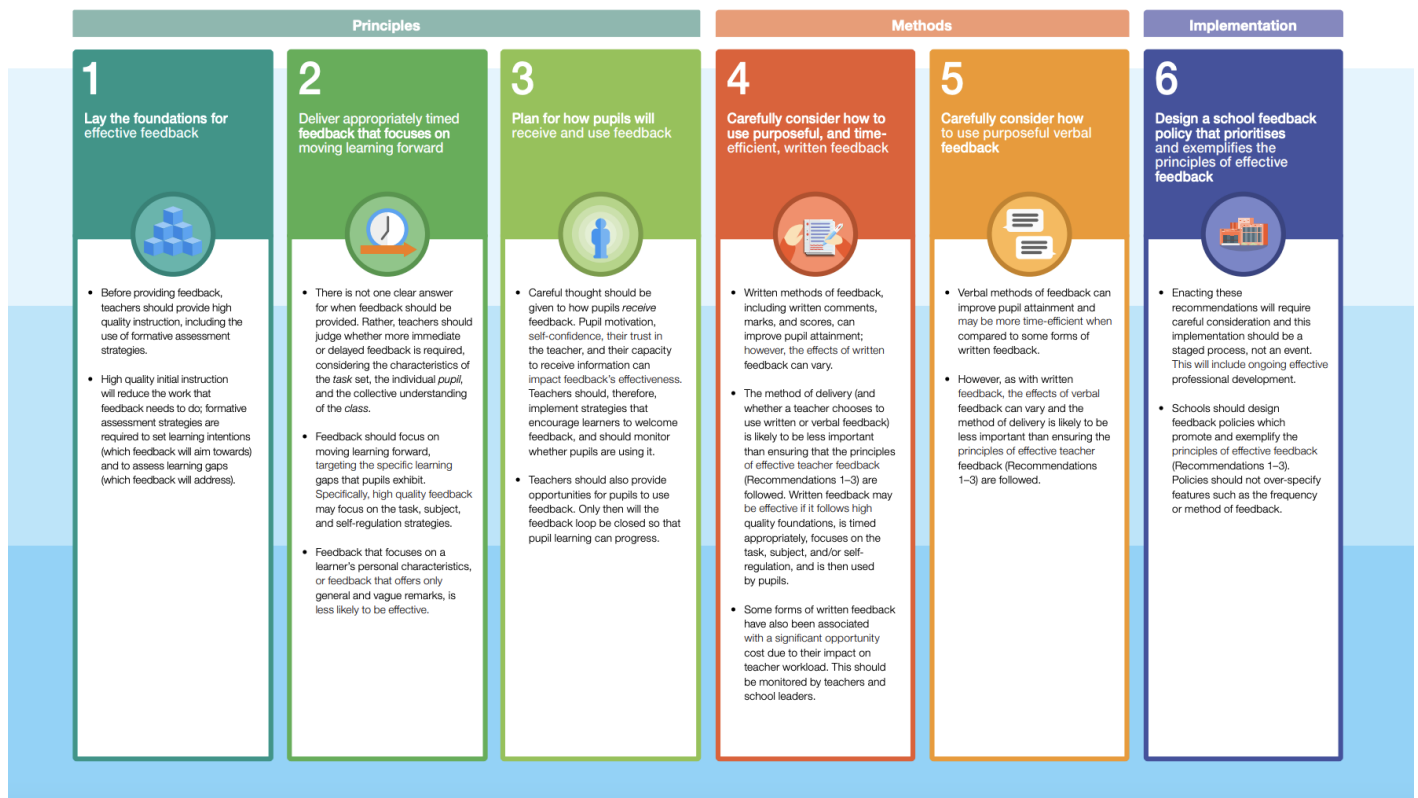 Principles
Methods
Implementation
1
Lay the foundations for
effective feedback
• Before providing feedback,
teachers should provide high
quality instruction, including the
use of formative assessment
strategies.
• High quality initial instruction
will reduce the work that
feedback needs to do; formative
assessment strategies are
required to set learning intentions
(which feedback will aim towards)
and to assess learning gaps
(which feedback will address).
2
Deliver appropriately timed
feedback that focuses on
moving learning forward
• There is not one clear answer
for when feedback should be
provided. Rather, teachers should
judge whether more immediate
or delayed feedback is required,
considering the characteristics of
the task set, the individual pupil,
and the collective understanding
of the class.
• Feedback should focus on
moving learning forward,
targeting the specific learning
gaps that pupils exhibit.
Specifically, high quality feedback
may focus on the task, subject,
and self-regulation strategies.
• Feedback that focuses on a
learner's personal characteristics,
or feedback that offers only
general and vague remarks, is
less likely to be effective.
3
Plan for how pupils will
receive and use feedback
• Careful thought should be
given to how pupils receive
feedback. Pupil motivation,
self-confidence, their trust in
the teacher, and their capacity
to receive information can
impact feedback's effectiveness.
Teachers should, therefore,
implement strategies that
encourage learners to welcome
feedback, and should monitor
whether pupils are using it.
• Teachers should also provide
opportunities for pupils to use
feedback. Only then will the
feedback loop be closed so that
pupil learning can progress.
4
Carefully consider how to
use purposeful, and time-
efficient, written feedback
• Written methods of feedback,
including written comments,
marks, and scores, can
improve pupil attainment;
however, the effects of written
feedback can vary.
• The method of delivery (and
whether a teacher chooses to
use written or verbal feedback)
is likely to be less important
than ensuring that the principles
of effective teacher feedback
(Recommendations 1–3) are
followed. Written feedback may
be effective if it follows high
quality foundations, is timed
appropriately, focuses on the
task, subject, and/or self-
regulation, and is then used
by pupils.
• Some forms of written feedback
have also been associated
with a significant opportunity
cost due to their impact on
teacher workload. This should
be monitored by teachers and
school leaders.
5
Carefully consider how
to use purposeful verbal
feedback
• Verbal methods of feedback can
improve pupil attainment and
may be more time-efficient when
compared to some forms of
written feedback.
• However, as with written
feedback, the effects of verbal
feedback can vary and the
method of delivery is likely to be
less important than ensuring the
principles of effective teacher
feedback (Recommendations
1–3) are followed.
6
Design a school feedback
policy that prioritises
and exemplifies the
principles of effective
feedback
• Enacting these
recommendations will require
careful consideration and this
implementation should be a
staged process, not an event.
This will include ongoing effective
professional development.
• Schools should design
feedback policies which
promote and exemplify the
principles of effective feedback
(Recommendations 1–3).
Policies should not over-specify
features such as the frequency
or method of feedback.